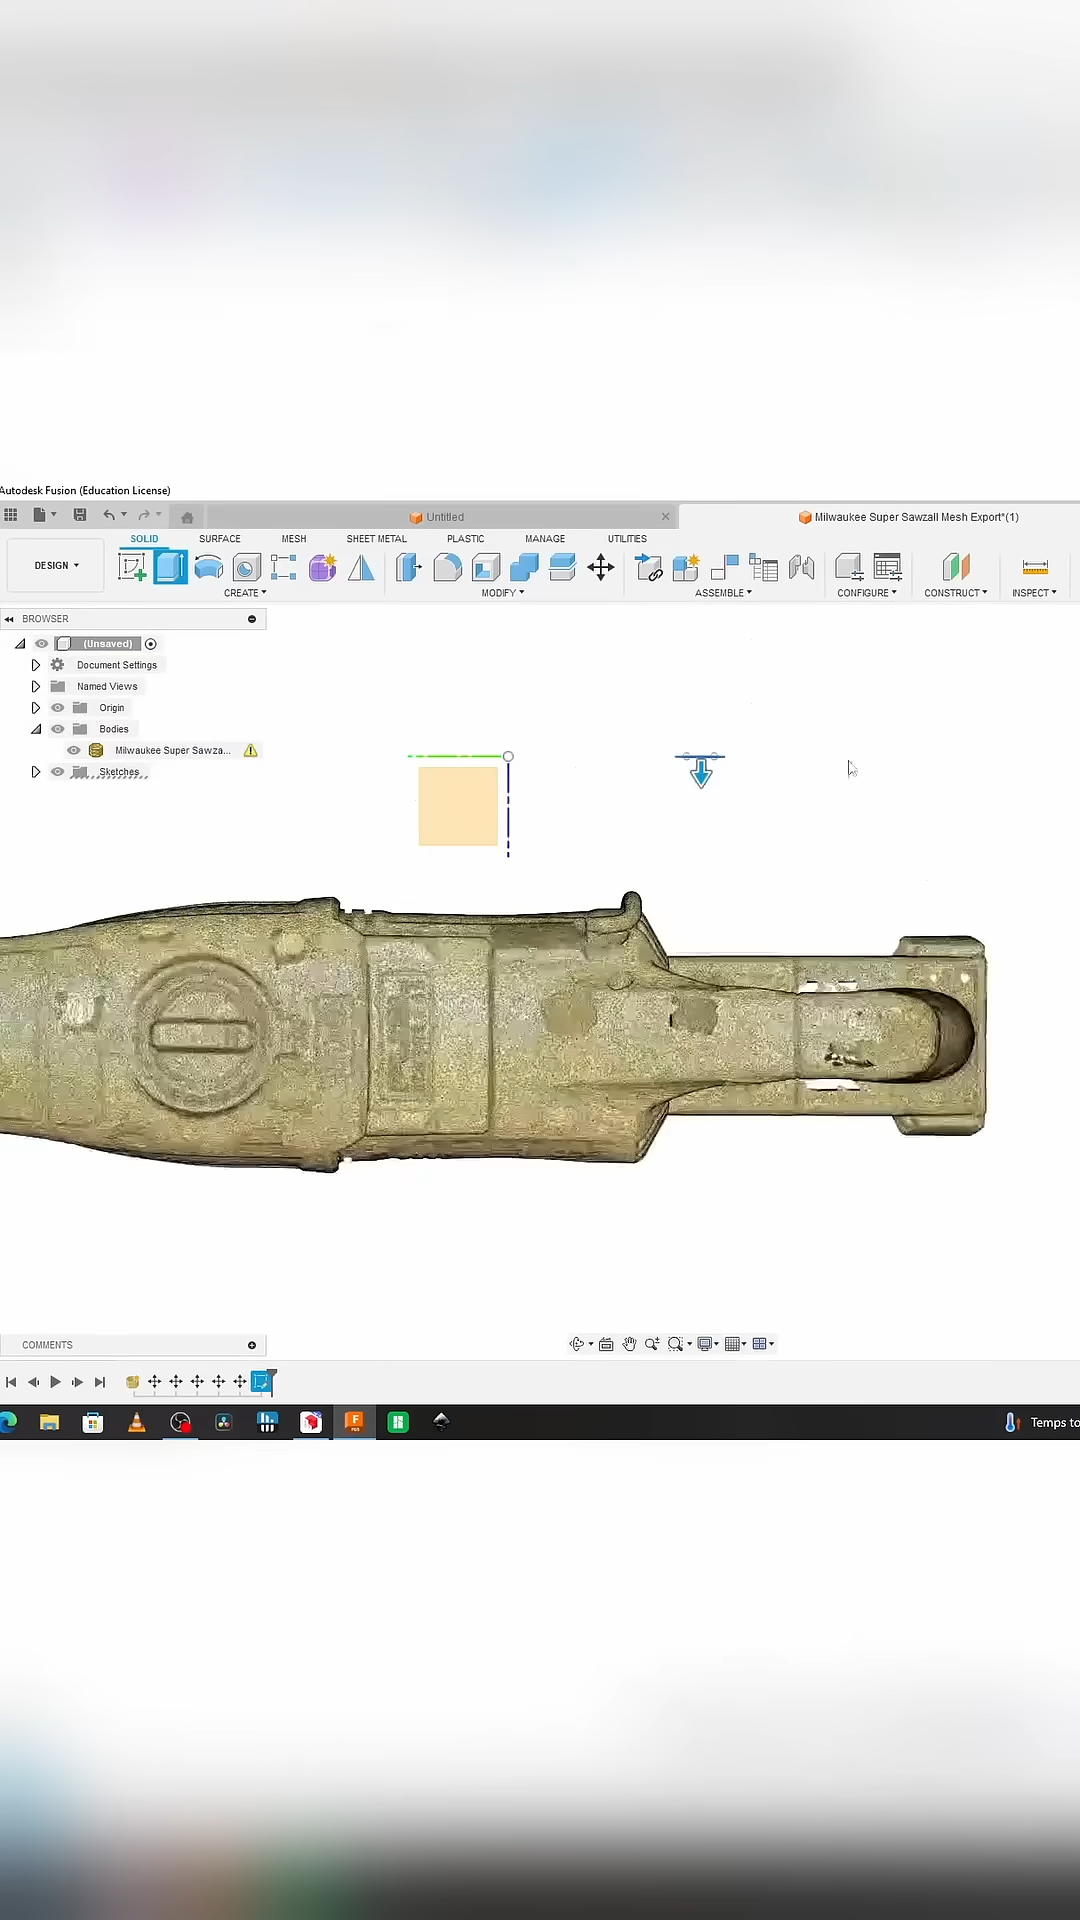 Autodesk Fusion (Education License)
Untitled
Milwaukee Super Sawzall Mesh Export*(1)
SOLID SURFACE MESH SHEET METAL PLASTIC MANAGE UTILITIES
DESIGN
CREATE MODIFY ASSEMBLE CONFIGURE CONSTRUCT INSPECT
BROWSER
(Unsaved)
Document Settings
Named Views
Origin
Bodies
Milwaukee Super Sawza...
Sketches
COMMENTS
Temps to